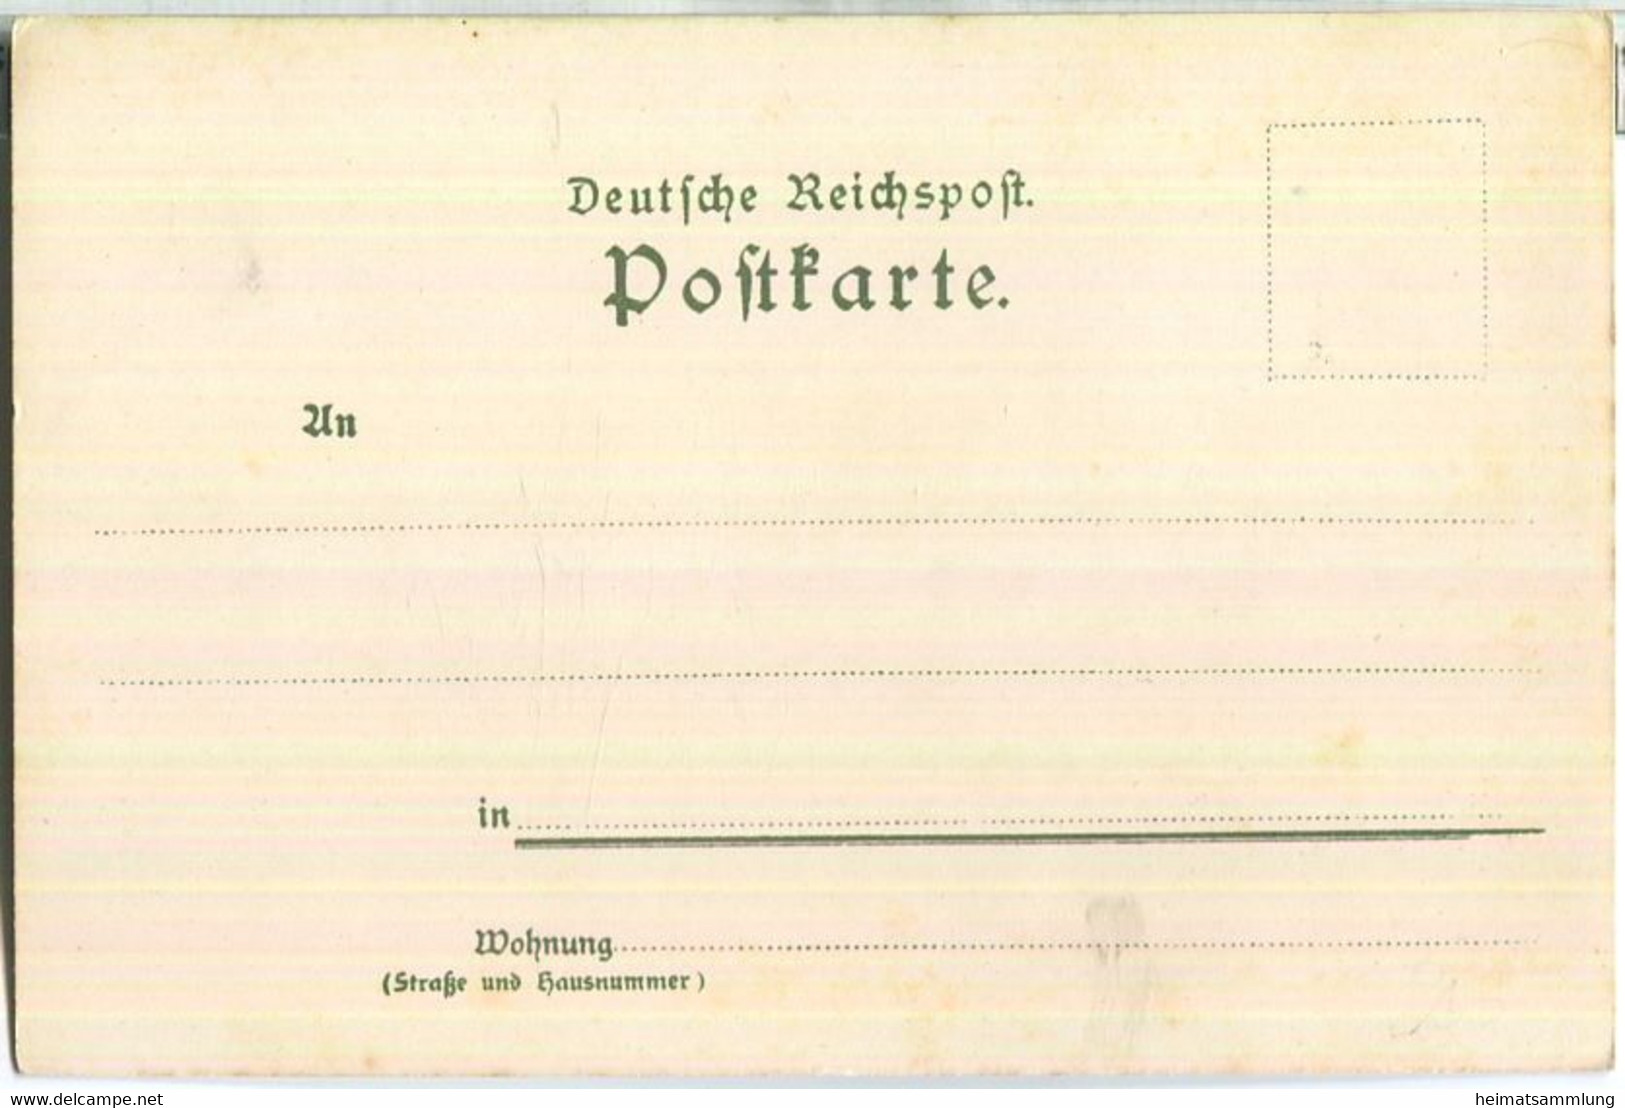 Deutſche Reichspoſt.
Poſtkarte.
An
in
Wohnung
(Straße und Hausnummer)
www.delcampe.net
heimatsammlung